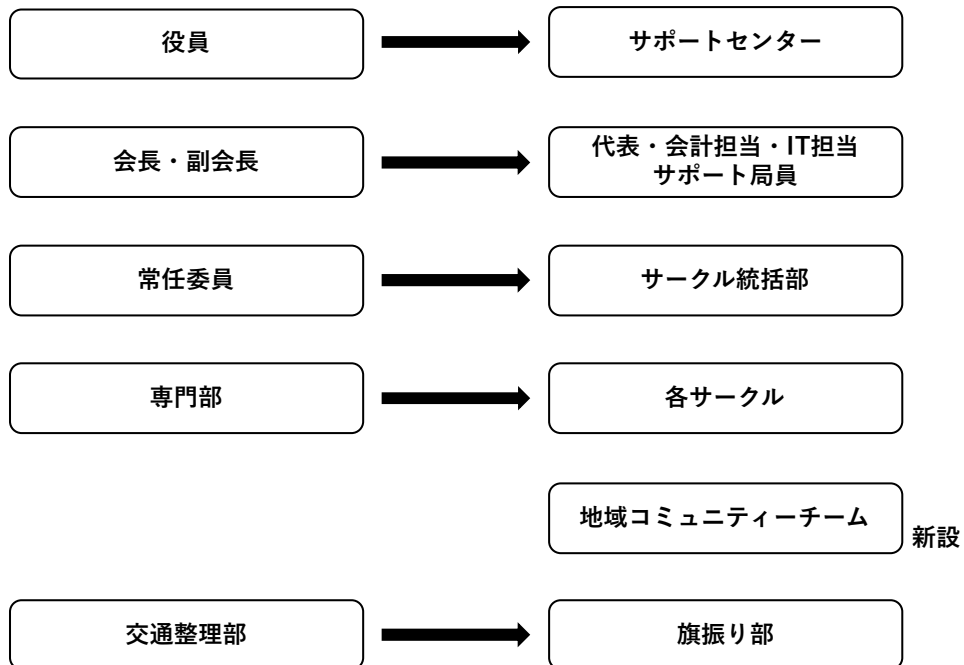 役員
サポートセンター
会長・副会長
代表・会計担当・IT担当
サポート局員
常任委員
サークル統括部
専門部
各サークル
地域コミュニティーチーム
新設
交通整理部
旗振り部